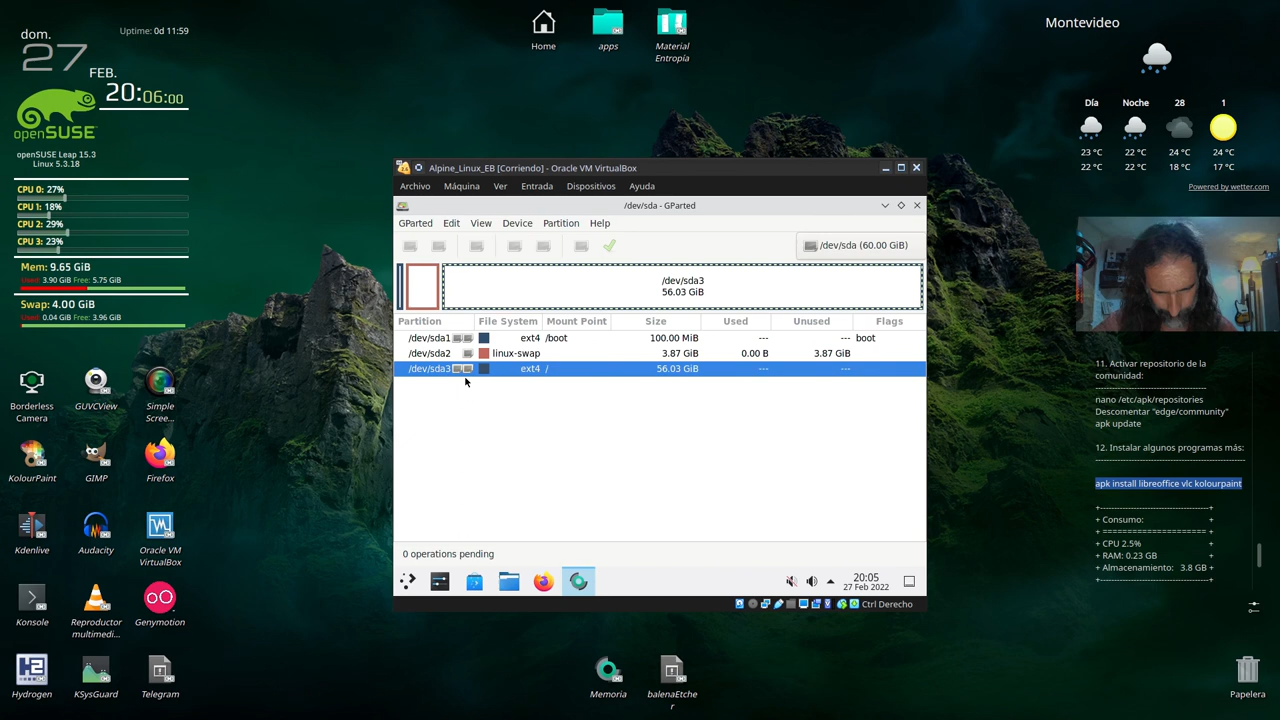 dom.
27
FEB.
20:06:00
Uptime: 0d 11:59
openSUSE
openSUSE Leap 15.3
Linux 5.3.18
CPU 0: 27%
CPU 1: 18%
CPU 2: 29%
CPU 3: 23%
Mem: 9.65 GiB
Used: 3.90 GiB Free: 5.75 GiB
Swap: 4.00 GiB
Used: 0.04 GiB Free: 3.96 GiB
Home
apps
Material
Entropía
Montevideo
Día Noche 28 1
23 °C 22 °C 24 °C 24 °C
22 °C 22 °C 18 °C 17 °C
Powered by wetter.com
Alpine_Linux_EB [Corriendo] - Oracle VM VirtualBox
Archivo Máquina Ver Entrada Dispositivos Ayuda
/dev/sda - GParted
GParted Edit View Device Partition Help
/dev/sda (60.00 GiB)
/dev/sda3
56.03 GiB
Partition File System Mount Point Size Used Unused Flags
/dev/sda1 ext4 /boot 100.00 MiB --- --- boot
/dev/sda2 linux-swap 3.87 GiB 0.00 B 3.87 GiB
/dev/sda3 ext4 / 56.03 GiB --- ---
0 operations pending
20:05
27 Feb 2022
Ctrl Derecho
Borderless
Camera
GUVCView
Simple
Scree...
KolourPaint
GIMP
Firefox
Kdenlive
Audacity
Oracle VM
VirtualBox
Konsole
Reproductor
multimedi...
Genymotion
Hydrogen
KSysGuard
Telegram
Memoria
balenaEtche
r
Papelera
11. Activar repositorio de la
comunidad:
-------------------------------------
nano /etc/apk/repositories
Descomentar "edge/community"
apk update
12. Instalar algunos programas más:
--------------------------------------------------
apk install libreoffice vlc kolourpaint
+-------------------------------------+
+ Consumo: +
+ ====================== +
+ CPU 2.5% +
+ RAM: 0.23 GB +
+ Almacenamiento: 3.8 GB +
+-------------------------------------+